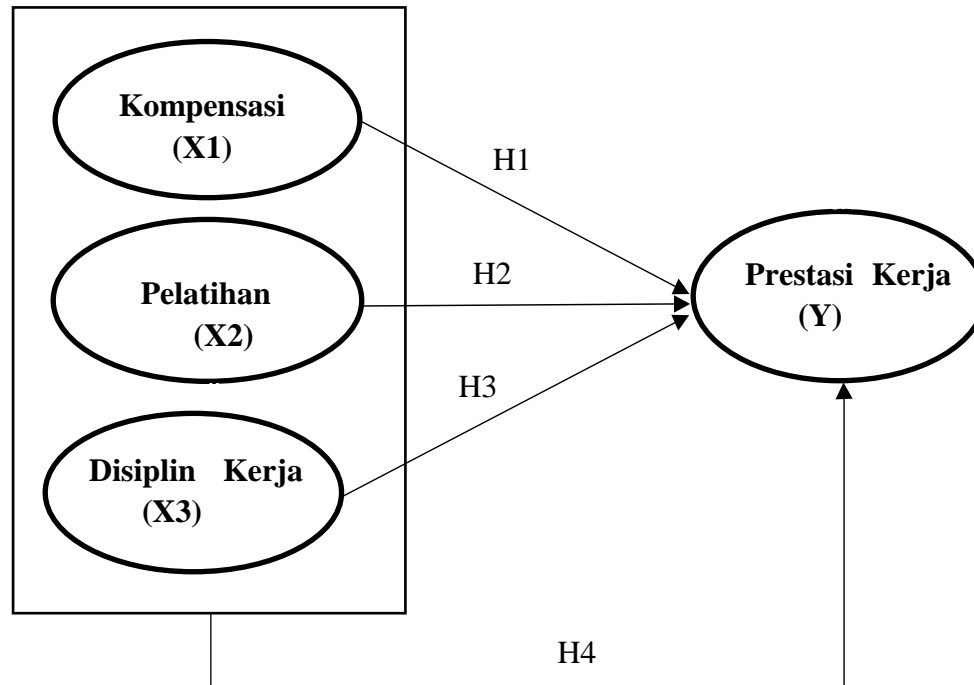 Kompensasi
(X1)
H1
Pelatihan
(X2)
H2
Prestasi Kerja
(Y)
H3
Disiplin Kerja
(X3)
H4